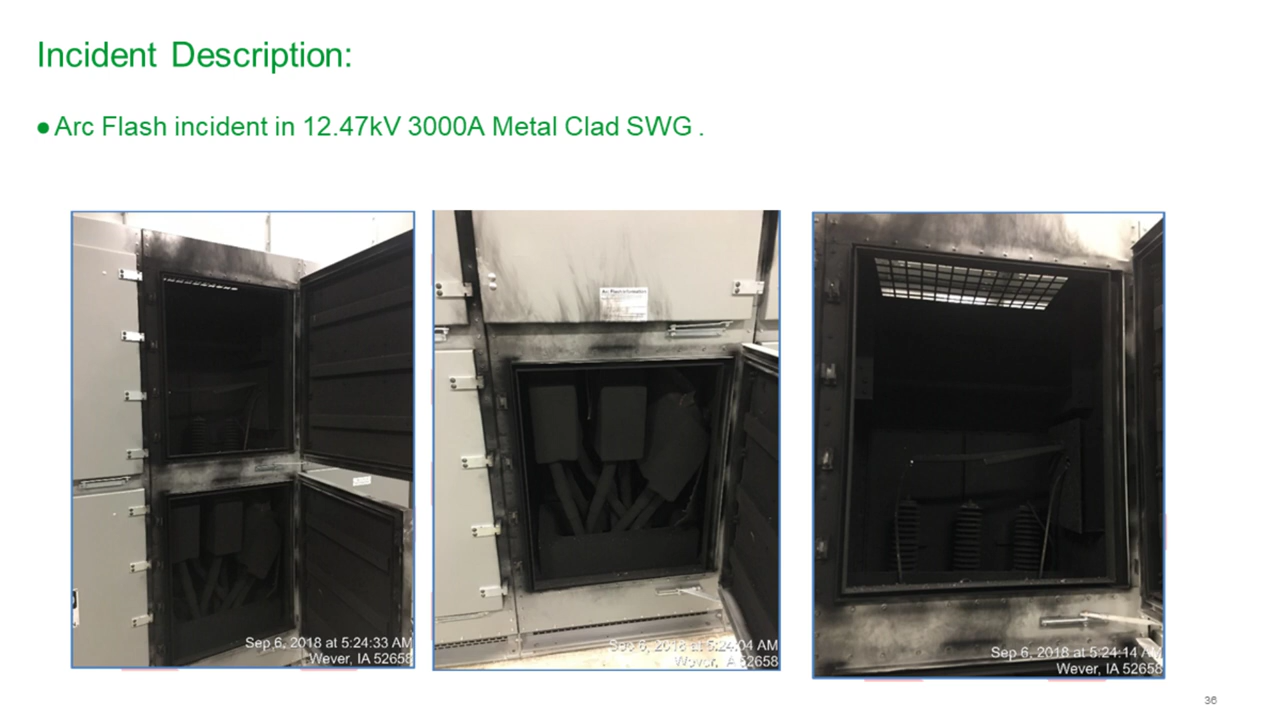 Incident Description:
● Arc Flash incident in 12.47kV 3000A Metal Clad SWG .
Sep 6, 2018 at 5:24:33 AM
Wever, IA 52658
Sep 6, 2018 at 5:24:04 AM
Wever, IA 52658
Sep 6, 2018 at 5:24:14 AM
Wever, IA 52658
36